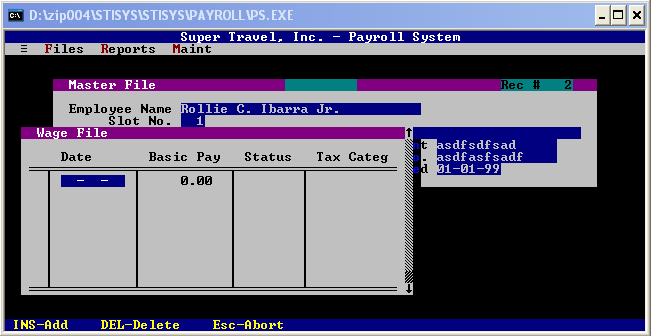 D:\zip004\STISYS\STISYS\PAYROLL\PS.EXE
Super Travel, Inc. - Payroll System
≡ Files Reports Maint
Master File Rec # 2
Employee Name Rollie C. Ibarra Jr.
Slot No. 1
Wage File
t asdfsdfsad
. asdfasfsadf
d 01-01-99
Date Basic Pay Status Tax Categ
- - 0.00
INS-Add DEL-Delete Esc-Abort